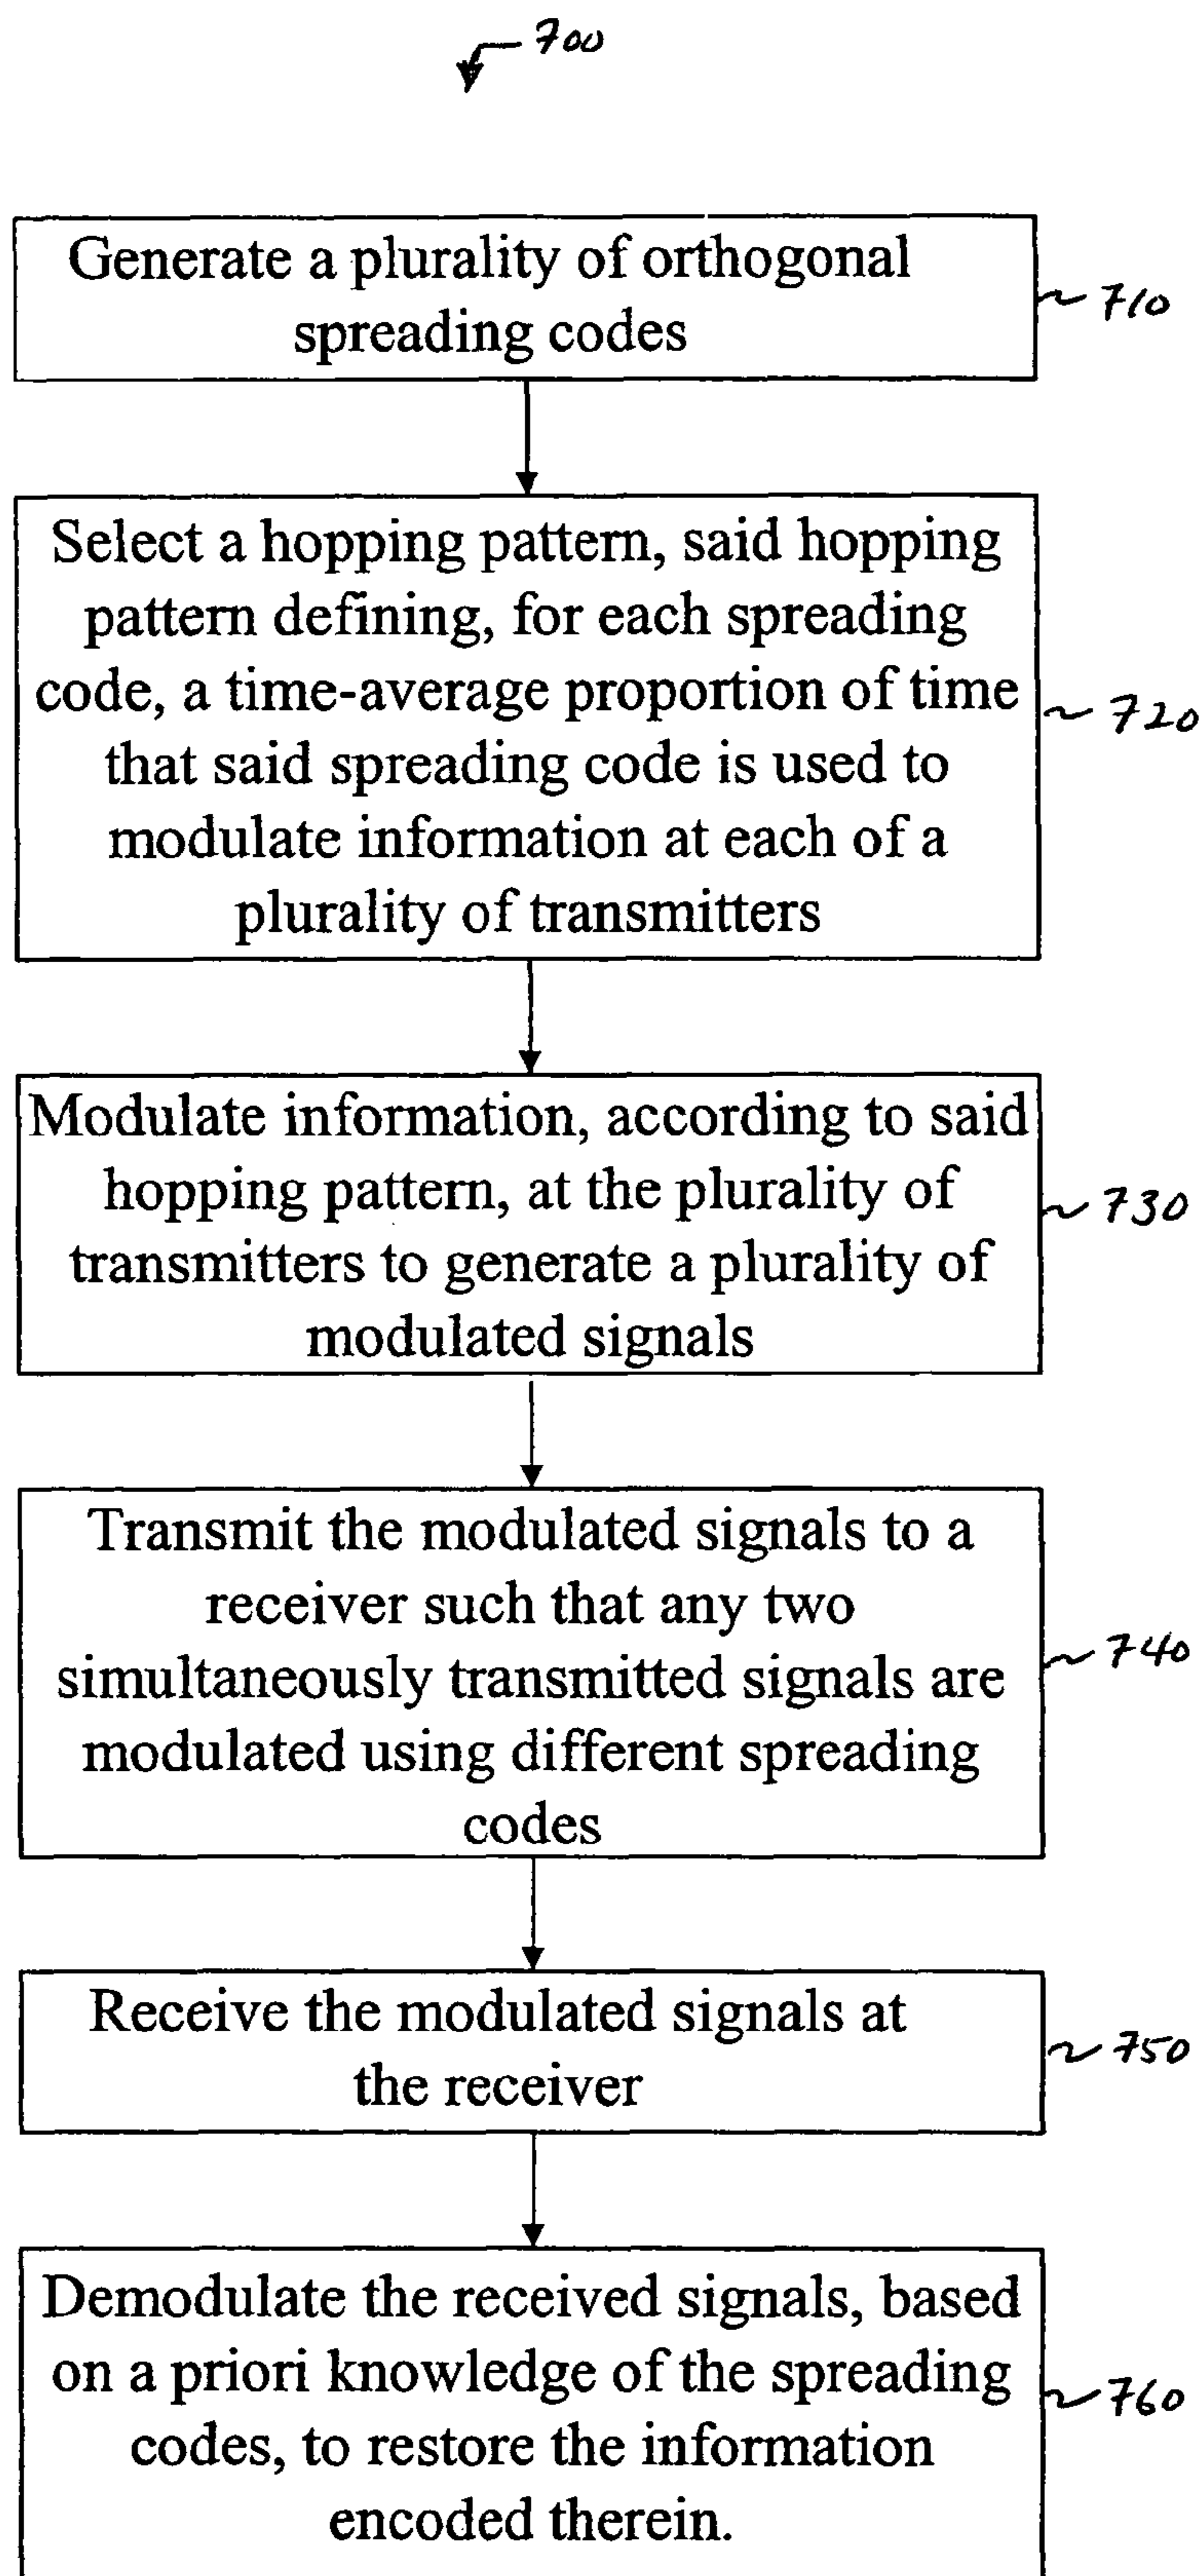 700
Generate a plurality of orthogonal
spreading codes
710
Select a hopping pattern, said hopping
pattern defining, for each spreading
code, a time-average proportion of time
that said spreading code is used to
modulate information at each of a
plurality of transmitters
720
Modulate information, according to said
hopping pattern, at the plurality of
transmitters to generate a plurality of
modulated signals
730
Transmit the modulated signals to a
receiver such that any two
simultaneously transmitted signals are
modulated using different spreading
codes
740
Receive the modulated signals at
the receiver
750
Demodulate the received signals, based
on a priori knowledge of the spreading
codes, to restore the information
encoded therein.
760